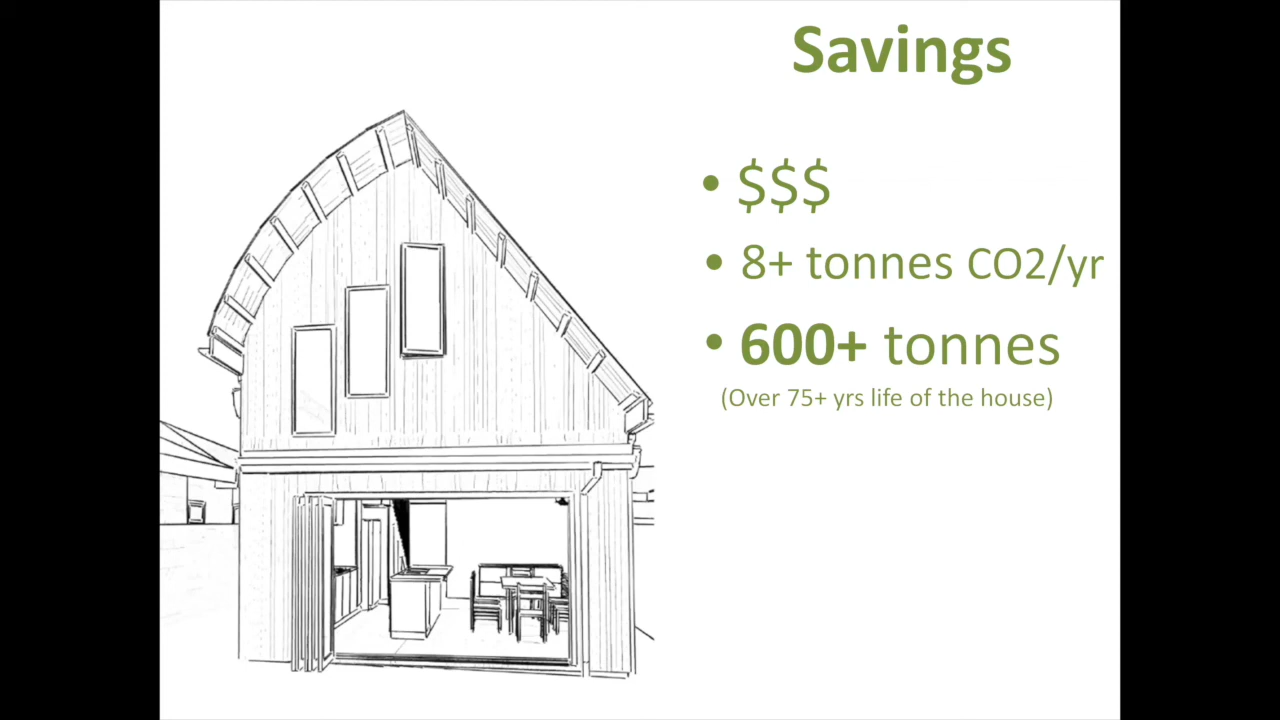 Savings
• $$$
• 8+ tonnes CO2/yr
• 600+ tonnes
(Over 75+ yrs life of the house)